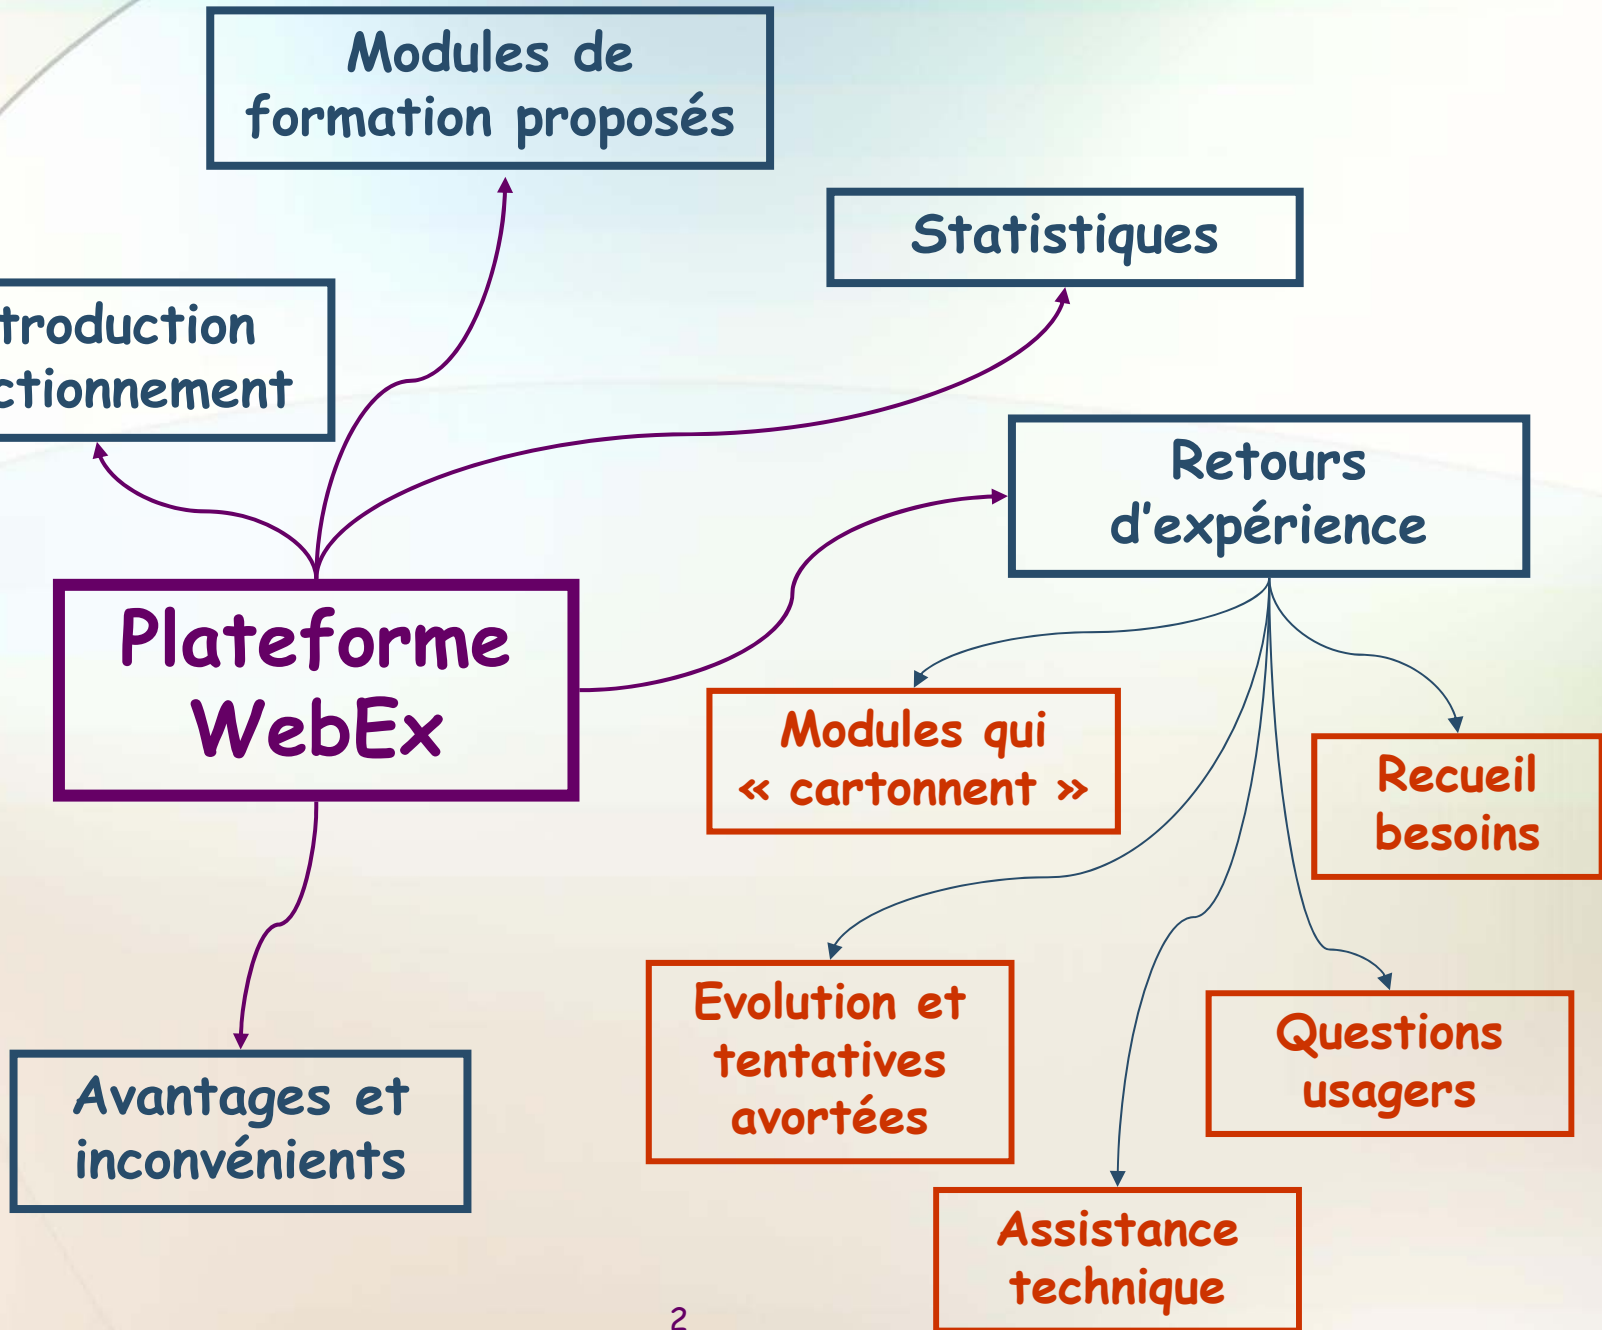 Modules de
formation proposés
Statistiques
troduction
ctionnement
Retours
d'expérience
Plateforme
WebEx
Modules qui
« cartonnent »
Recueil
besoins
Evolution et
tentatives
avortées
Questions
usagers
Avantages et
inconvénients
Assistance
technique
2